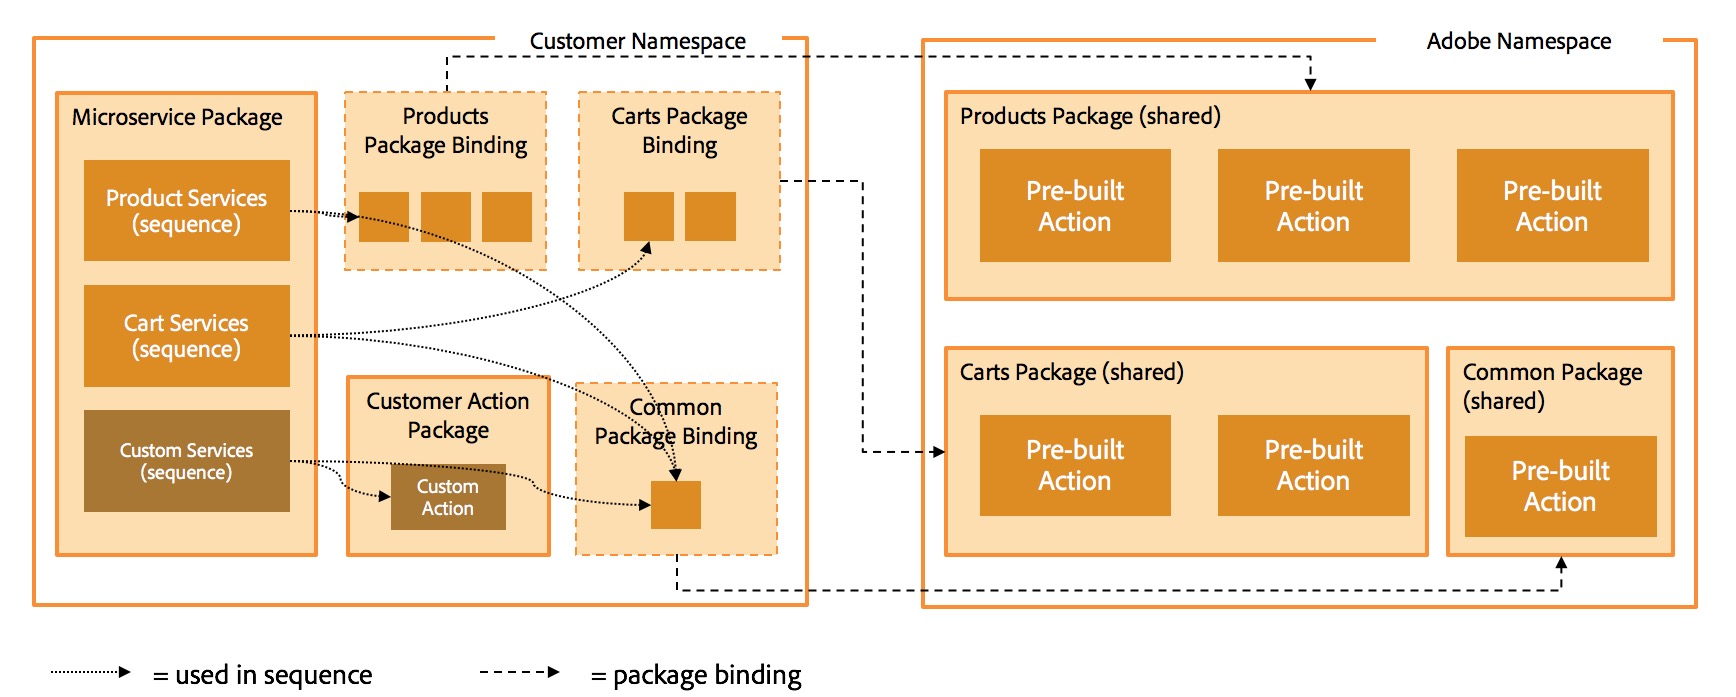 Customer Namespace
Adobe Namespace
Microservice Package
Product Services
(sequence)
Cart Services
(sequence)
Custom Services
(sequence)
Products
Package Binding
Carts Package
Binding
Customer Action
Package
Custom
Action
Common
Package Binding
Products Package (shared)
Pre-built
Action
Pre-built
Action
Pre-built
Action
Carts Package (shared)
Pre-built
Action
Pre-built
Action
Common Package
(shared)
Pre-built
Action
= used in sequence
= package binding